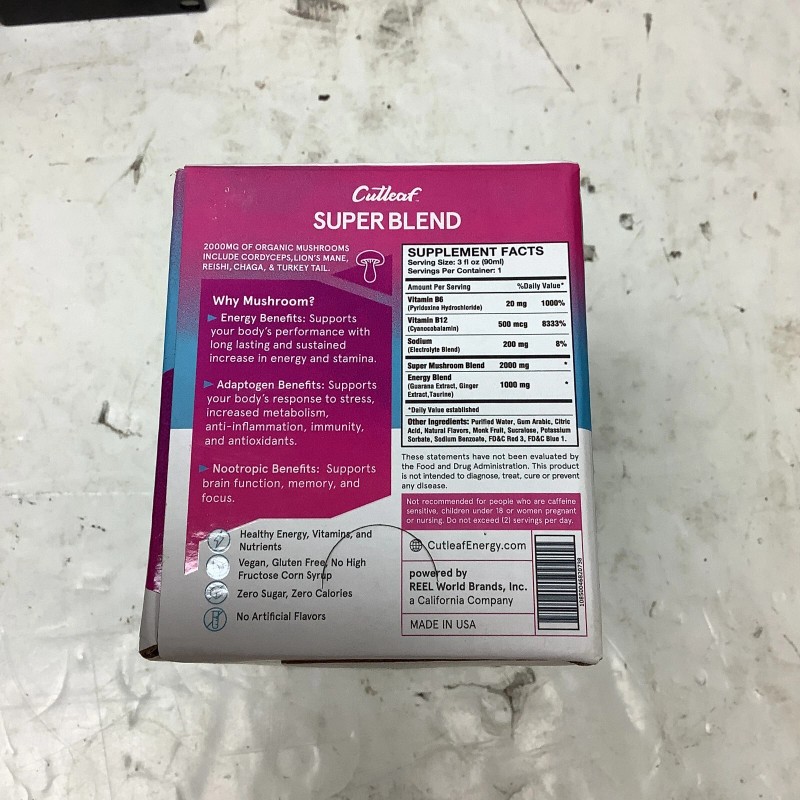 Cutleaf
SUPER BLEND
2000MG OF ORGANIC MUSHROOMS
INCLUDE CORDYCEPS,LION'S MANE,
REISHI, CHAGA, & TURKEY TAIL.
Why Mushroom?
Energy Benefits: Supports
your body's performance with
long lasting and sustained
increase in energy and stamina.
Adaptogen Benefits: Supports
your body's response to stress,
increased metabolism,
anti-inflammation, immunity,
and antioxidants.
Nootropic Benefits: Supports
brain function, memory, and
focus.
Healthy Energy, Vitamins, and
Nutrients
Vegan, Gluten Free, No High
Fructose Corn Syrup
Zero Sugar, Zero Calories
No Artificial Flavors
SUPPLEMENT FACTS
Serving Size: 3 fl oz (90ml)
Servings Per Container: 1
Amount Per Serving %Daily Value*
Vitamin B6 20 mg 1000%
(Pyridoxine Hydrochloride)
Vitamin B12 500 mcg 8333%
(Cyanocobalamin)
Sodium 200 mg 8%
(Electrolyte Blend)
Super Mushroom Blend 2000 mg *
Energy Blend 1000 mg *
(Guarana Extract, Ginger
Extract,Taurine)
*Daily Value established
Other Ingredients: Purified Water, Gum Arabic, Citric
Acid, Natural Flavors, Monk Fruit, Sucralose, Potassium
Sorbate, Sodium Benzoate, FD&C Red 3, FD&C Blue 1.
These statements have not been evaluated by
the Food and Drug Administration. This product
is not intended to diagnose, treat, cure or prevent
any disease.
Not recommended for people who are caffeine
sensitive, children under 18 or women pregnant
or nursing. Do not exceed (2) servings per day.
CutleafEnergy.com
powered by
REEL World Brands, Inc.
a California Company
MADE IN USA